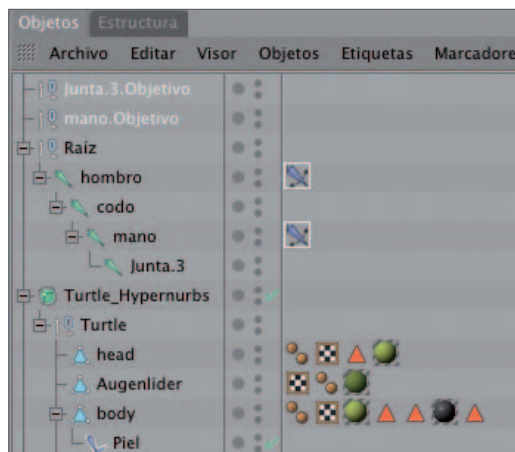 Objetos Estructura
Archivo Editar Visor Objetos Etiquetas Marcadore
Junta.3.Objetivo
mano.Objetivo
Raíz
hombro
codo
mano
Junta.3
Turtle_Hypernurbs
Turtle
head
Augenlider
body
Piel